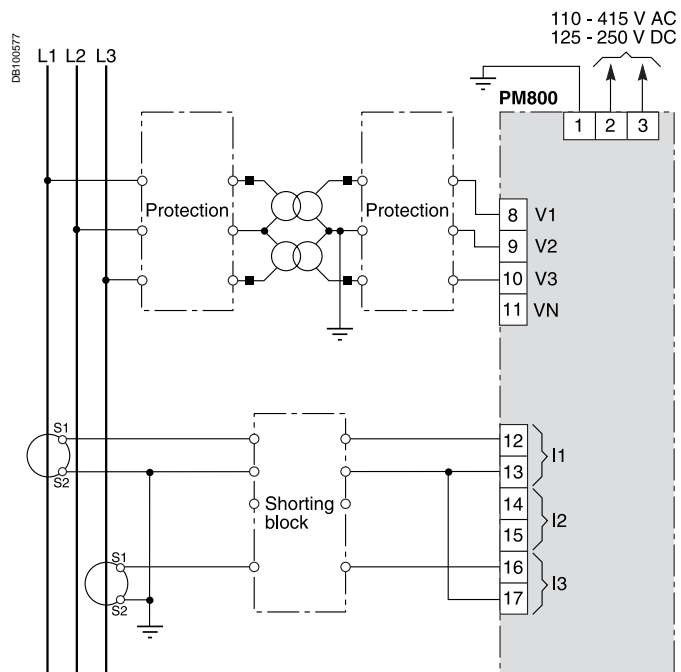 110 - 415 V AC
125 - 250 V DC
DB100577
L1 L2 L3
PM800
1 2 3
Protection
Protection
8 V1
9 V2
10 V3
11 VN
S1
S2
12
13
I1
Shorting
block
14
15
I2
S1
S2
16
17
I3